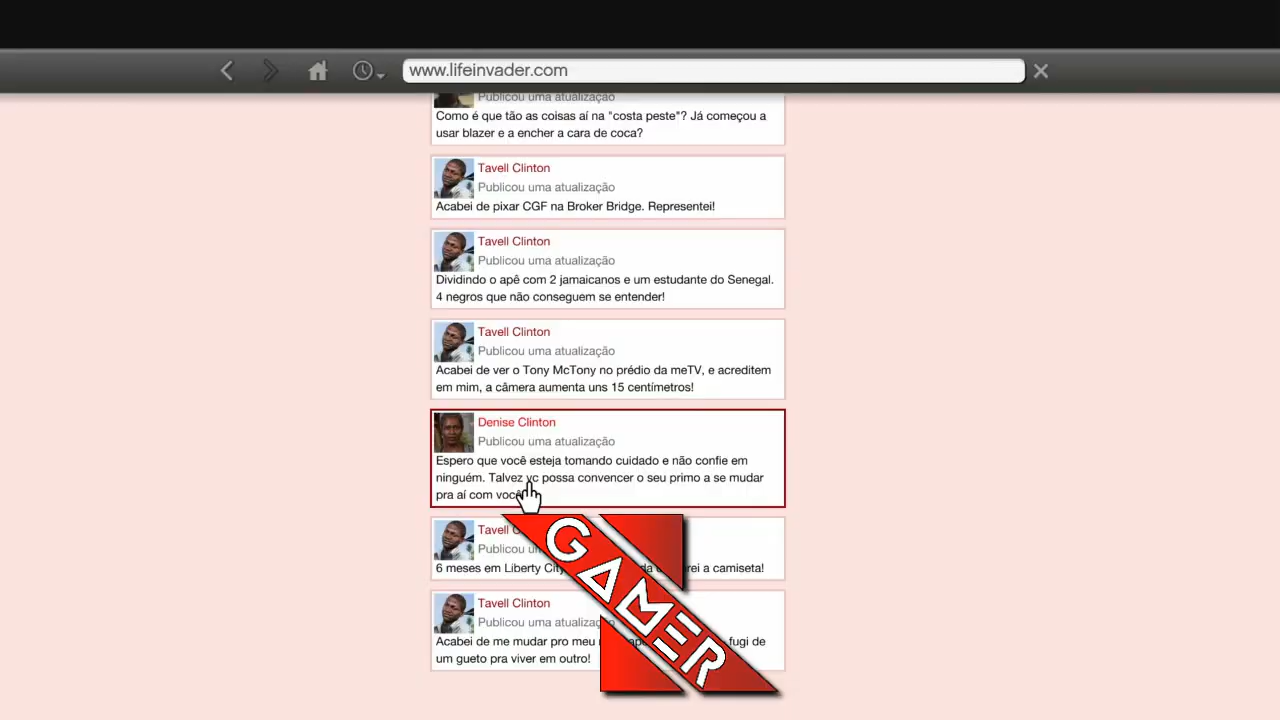 www.lifeinvader.com
Publicou uma atualização
Como é que tão as coisas aí na "costa peste"? Já começou a
usar blazer e a encher a cara de coca?
Tavell Clinton
Publicou uma atualização
Acabei de pixar CGF na Broker Bridge. Representei!
Tavell Clinton
Publicou uma atualização
Dividindo o apê com 2 jamaicanos e um estudante do Senegal.
4 negros que não conseguem se entender!
Tavell Clinton
Publicou uma atualização
Acabei de ver o Tony McTony no prédio da meTV, e acreditem
em mim, a câmera aumenta uns 15 centímetros!
Denise Clinton
Publicou uma atualização
Espero que você esteja tomando cuidado e não confie em
ninguém. Talvez vc possa convencer o seu primo a se mudar
pra aí com você
Tavell
Publicou
6 meses em Liberty City a camiseta!
Tavell Clinton
Publicou uma atualização
Acabei de me mudar pro meu fugi de
um gueto pra viver em outro!
GAMER